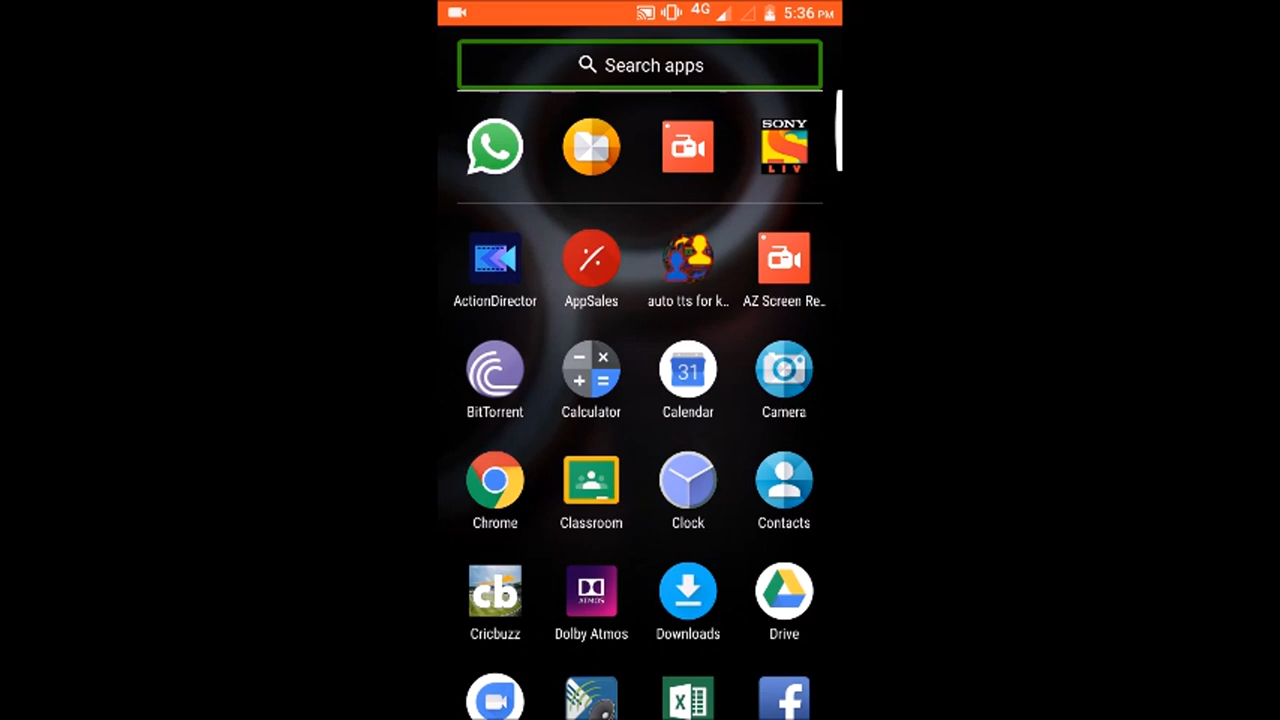 4G 5:36 PM
Search apps
SONY
LIV
ActionDirector AppSales auto tts for k.. AZ Screen Re..
31
BitTorrent Calculator Calendar Camera
Chrome Classroom Clock Contacts
cb
ATMOS
Cricbuzz Dolby Atmos Downloads Drive